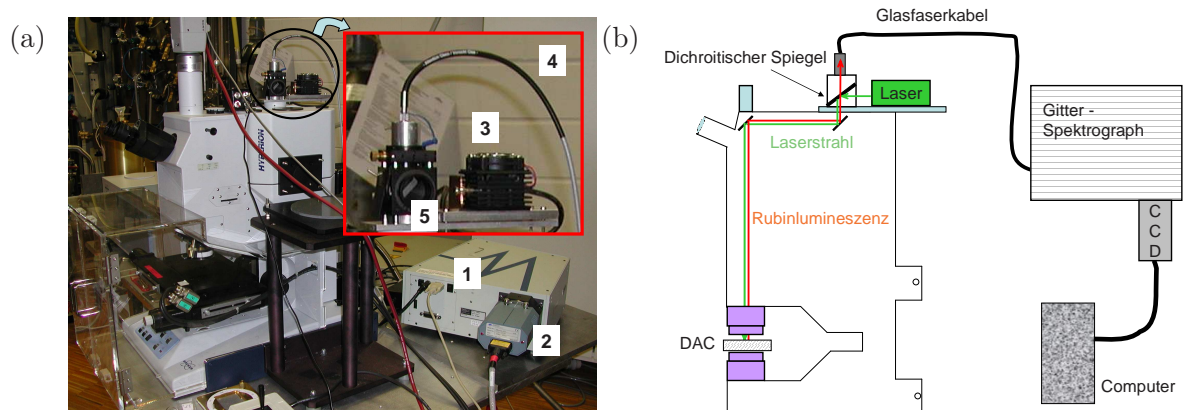 (a)
HYPERION
4
3
5
1
2
(b)
Glasfaserkabel
Dichroitischer Spiegel
Laser
Gitter -
Spektrograph
Laserstrahl
Rubinlumineszenz
C
C
D
DAC
Computer